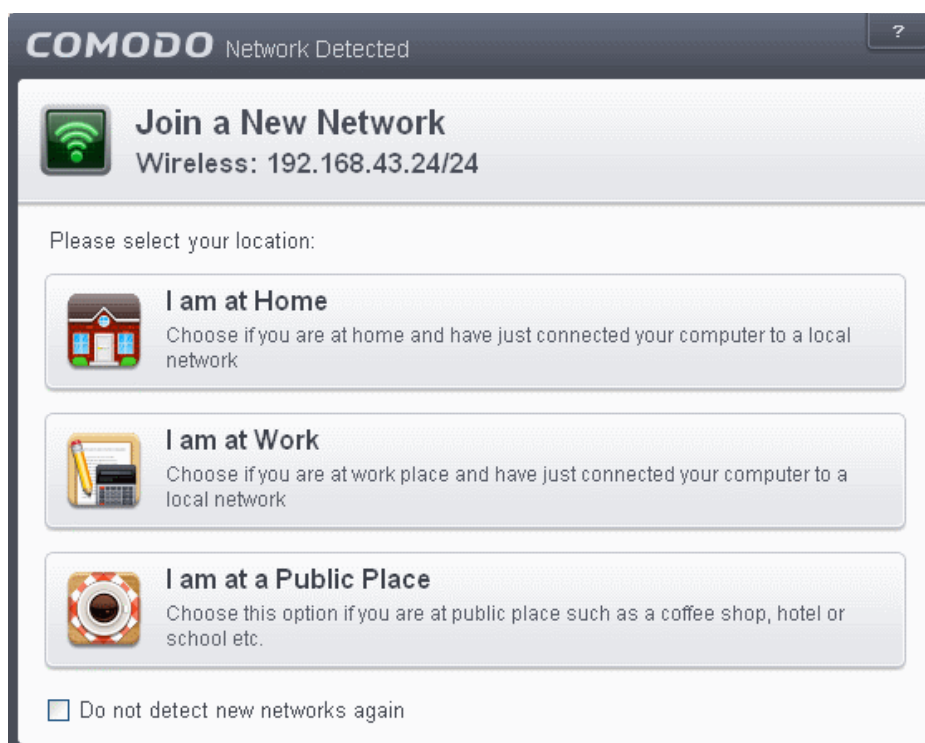 COMODO Network Detected
?
Join a New Network
Wireless: 192.168.43.24/24
Please select your location:
I am at Home
Choose if you are at home and have just connected your computer to a local
network
I am at Work
Choose if you are at work place and have just connected your computer to a
local network
I am at a Public Place
Choose this option if you are at public place such as a coffee shop, hotel or
school etc.
Do not detect new networks again